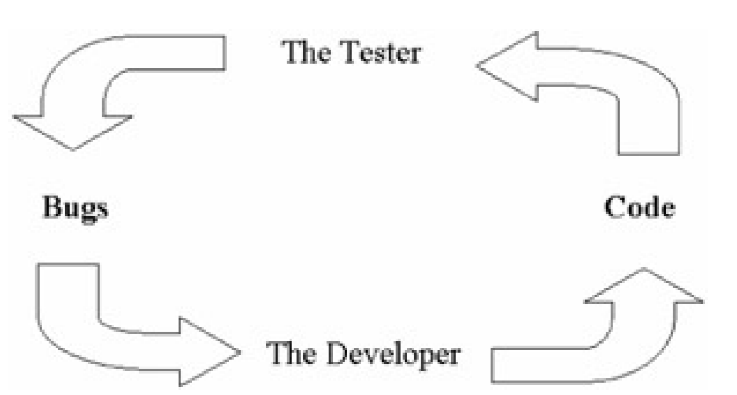 The Tester
Bugs
Code
The Developer